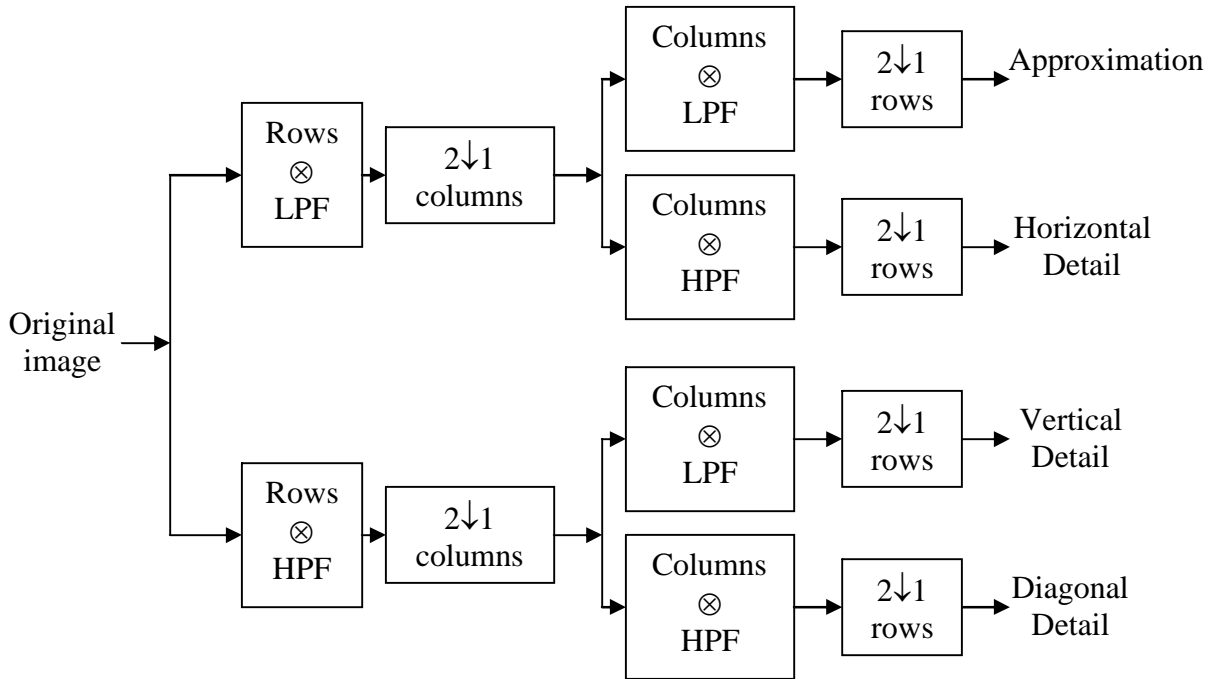 Original
image
Rows
⊗
LPF
2↓1
columns
Columns
⊗
LPF
2↓1
rows
Approximation
Columns
⊗
HPF
2↓1
rows
Horizontal
Detail
Rows
⊗
HPF
2↓1
columns
Columns
⊗
LPF
2↓1
rows
Vertical
Detail
Columns
⊗
HPF
2↓1
rows
Diagonal
Detail